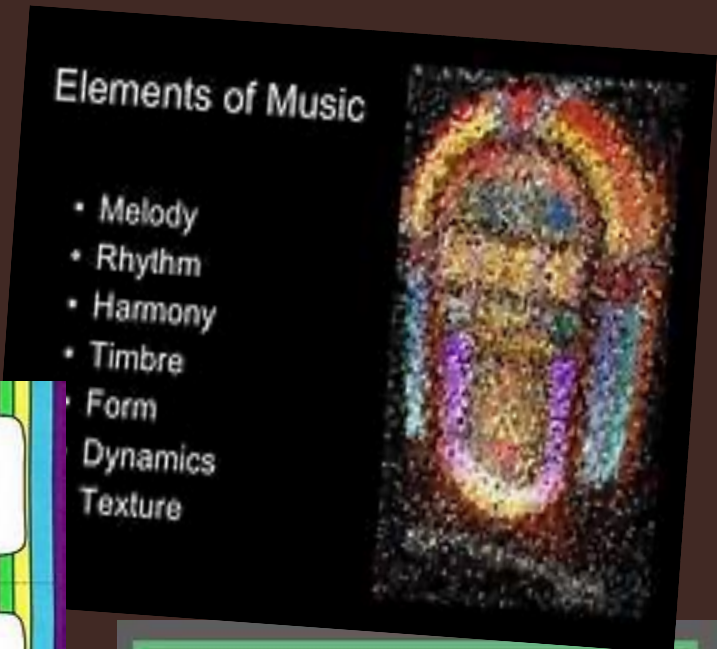 Elements of Music
• Melody
• Rhythm
• Harmony
• Timbre
• Form
Dynamics
Texture